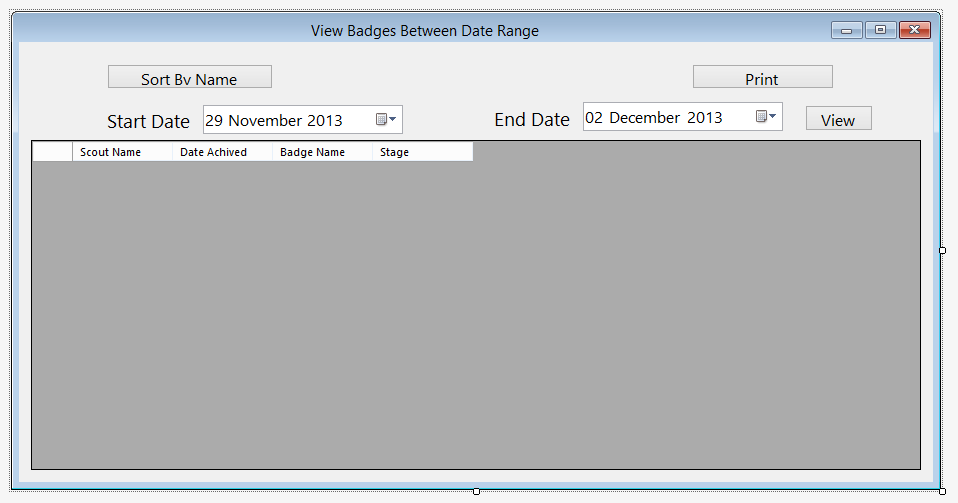 View Badges Between Date Range
Sort By Name
Print
Start Date
29 November 2013
End Date
02 December 2013
View
Scout Name
Date Achived
Badge Name
Stage